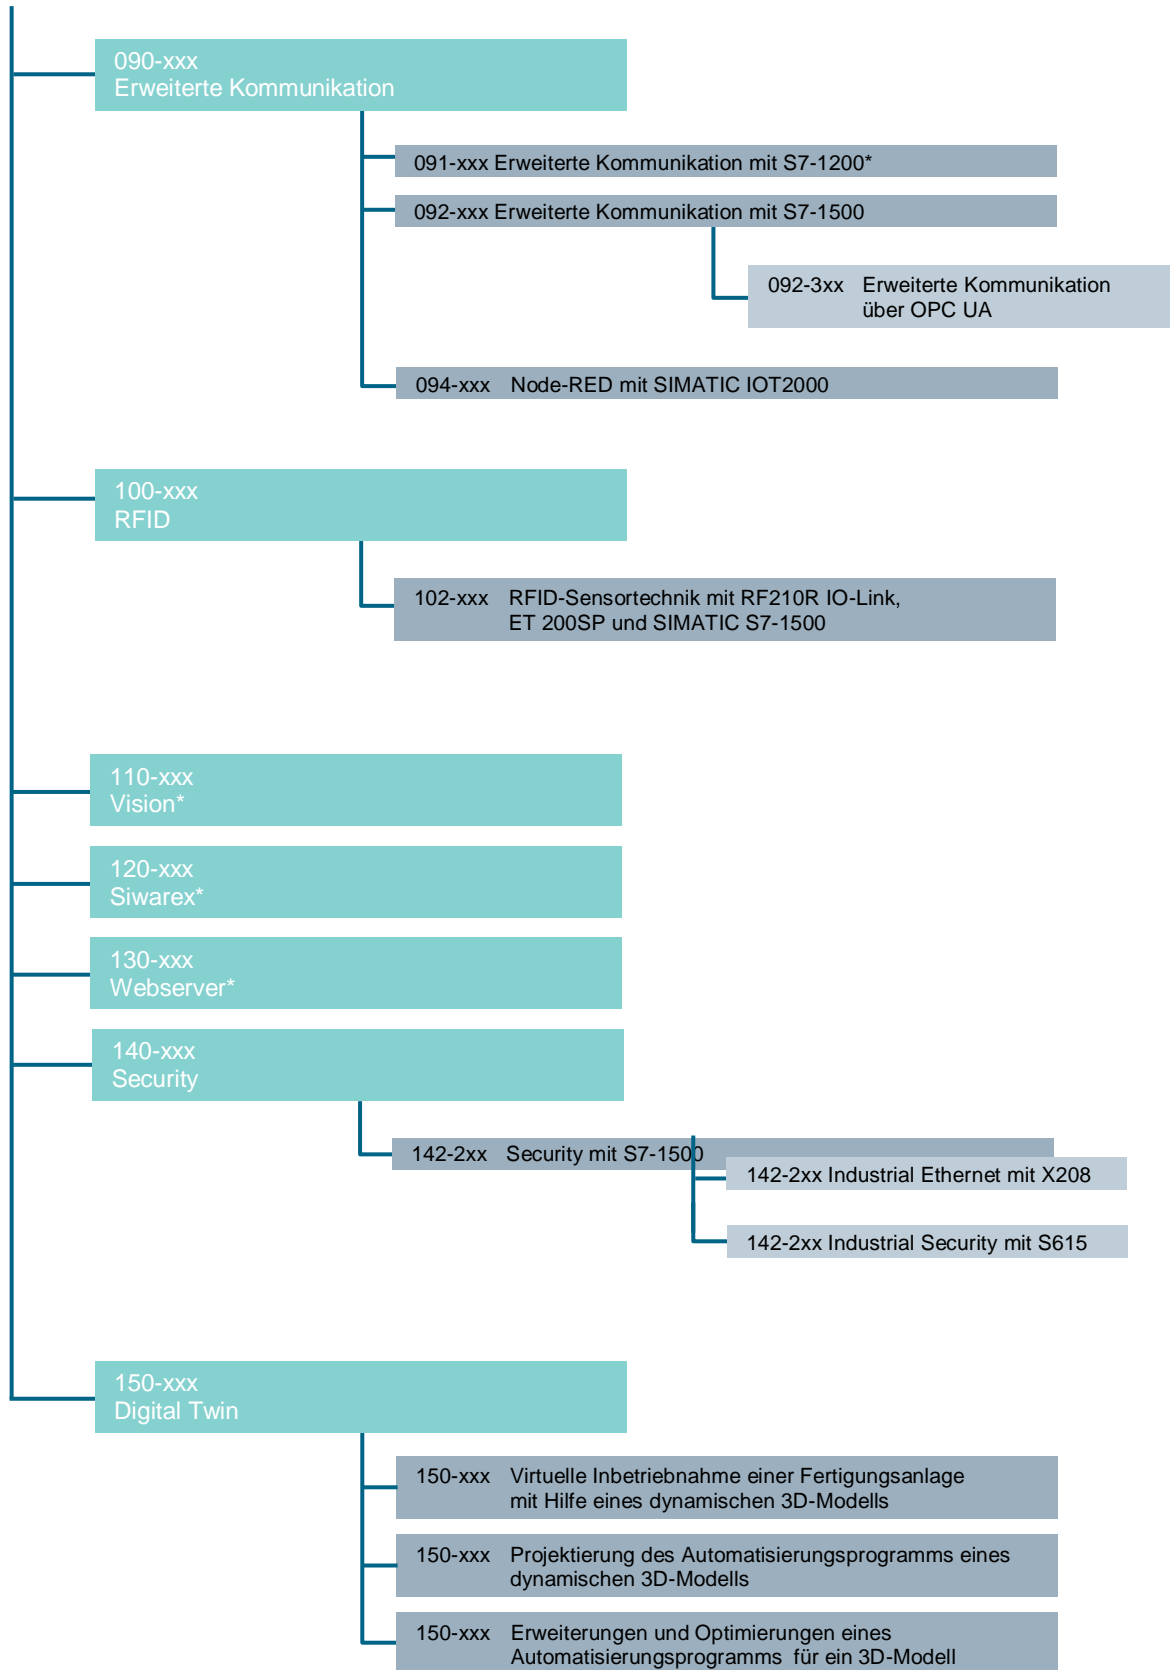 090-xxx
Erweiterte Kommunikation
091-xxx Erweiterte Kommunikation mit S7-1200*
092-xxx Erweiterte Kommunikation mit S7-1500
092-3xx Erweiterte Kommunikation
über OPC UA
094-xxx Node-RED mit SIMATIC IOT2000
100-xxx
RFID
102-xxx RFID-Sensortechnik mit RF210R IO-Link,
ET 200SP und SIMATIC S7-1500
110-xxx
Vision*
120-xxx
Siwarex*
130-xxx
Webserver*
140-xxx
Security
142-2xx Security mit S7-1500
142-2xx Industrial Ethernet mit X208
142-2xx Industrial Security mit S615
150-xxx
Digital Twin
150-xxx Virtuelle Inbetriebnahme einer Fertigungsanlage
mit Hilfe eines dynamischen 3D-Modells
150-xxx Projektierung des Automatisierungsprogramms eines
dynamischen 3D-Modells
150-xxx Erweiterungen und Optimierungen eines
Automatisierungsprogramms für ein 3D-Modell